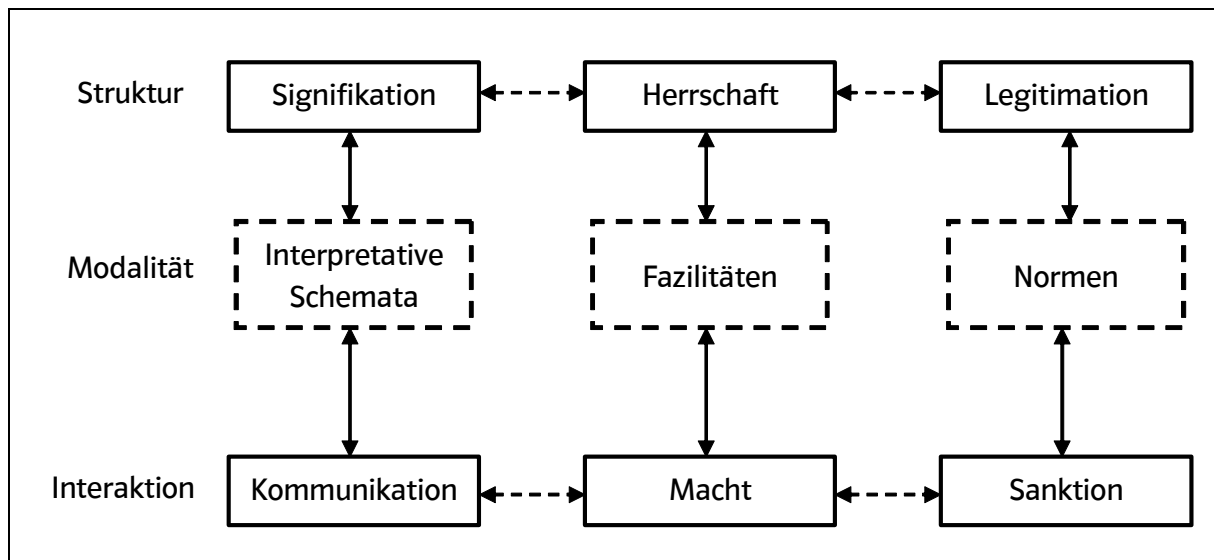 Struktur
Signifikation
Herrschaft
Legitimation
Modalität
Interpretative
Schemata
Fazilitäten
Normen
Interaktion
Kommunikation
Macht
Sanktion